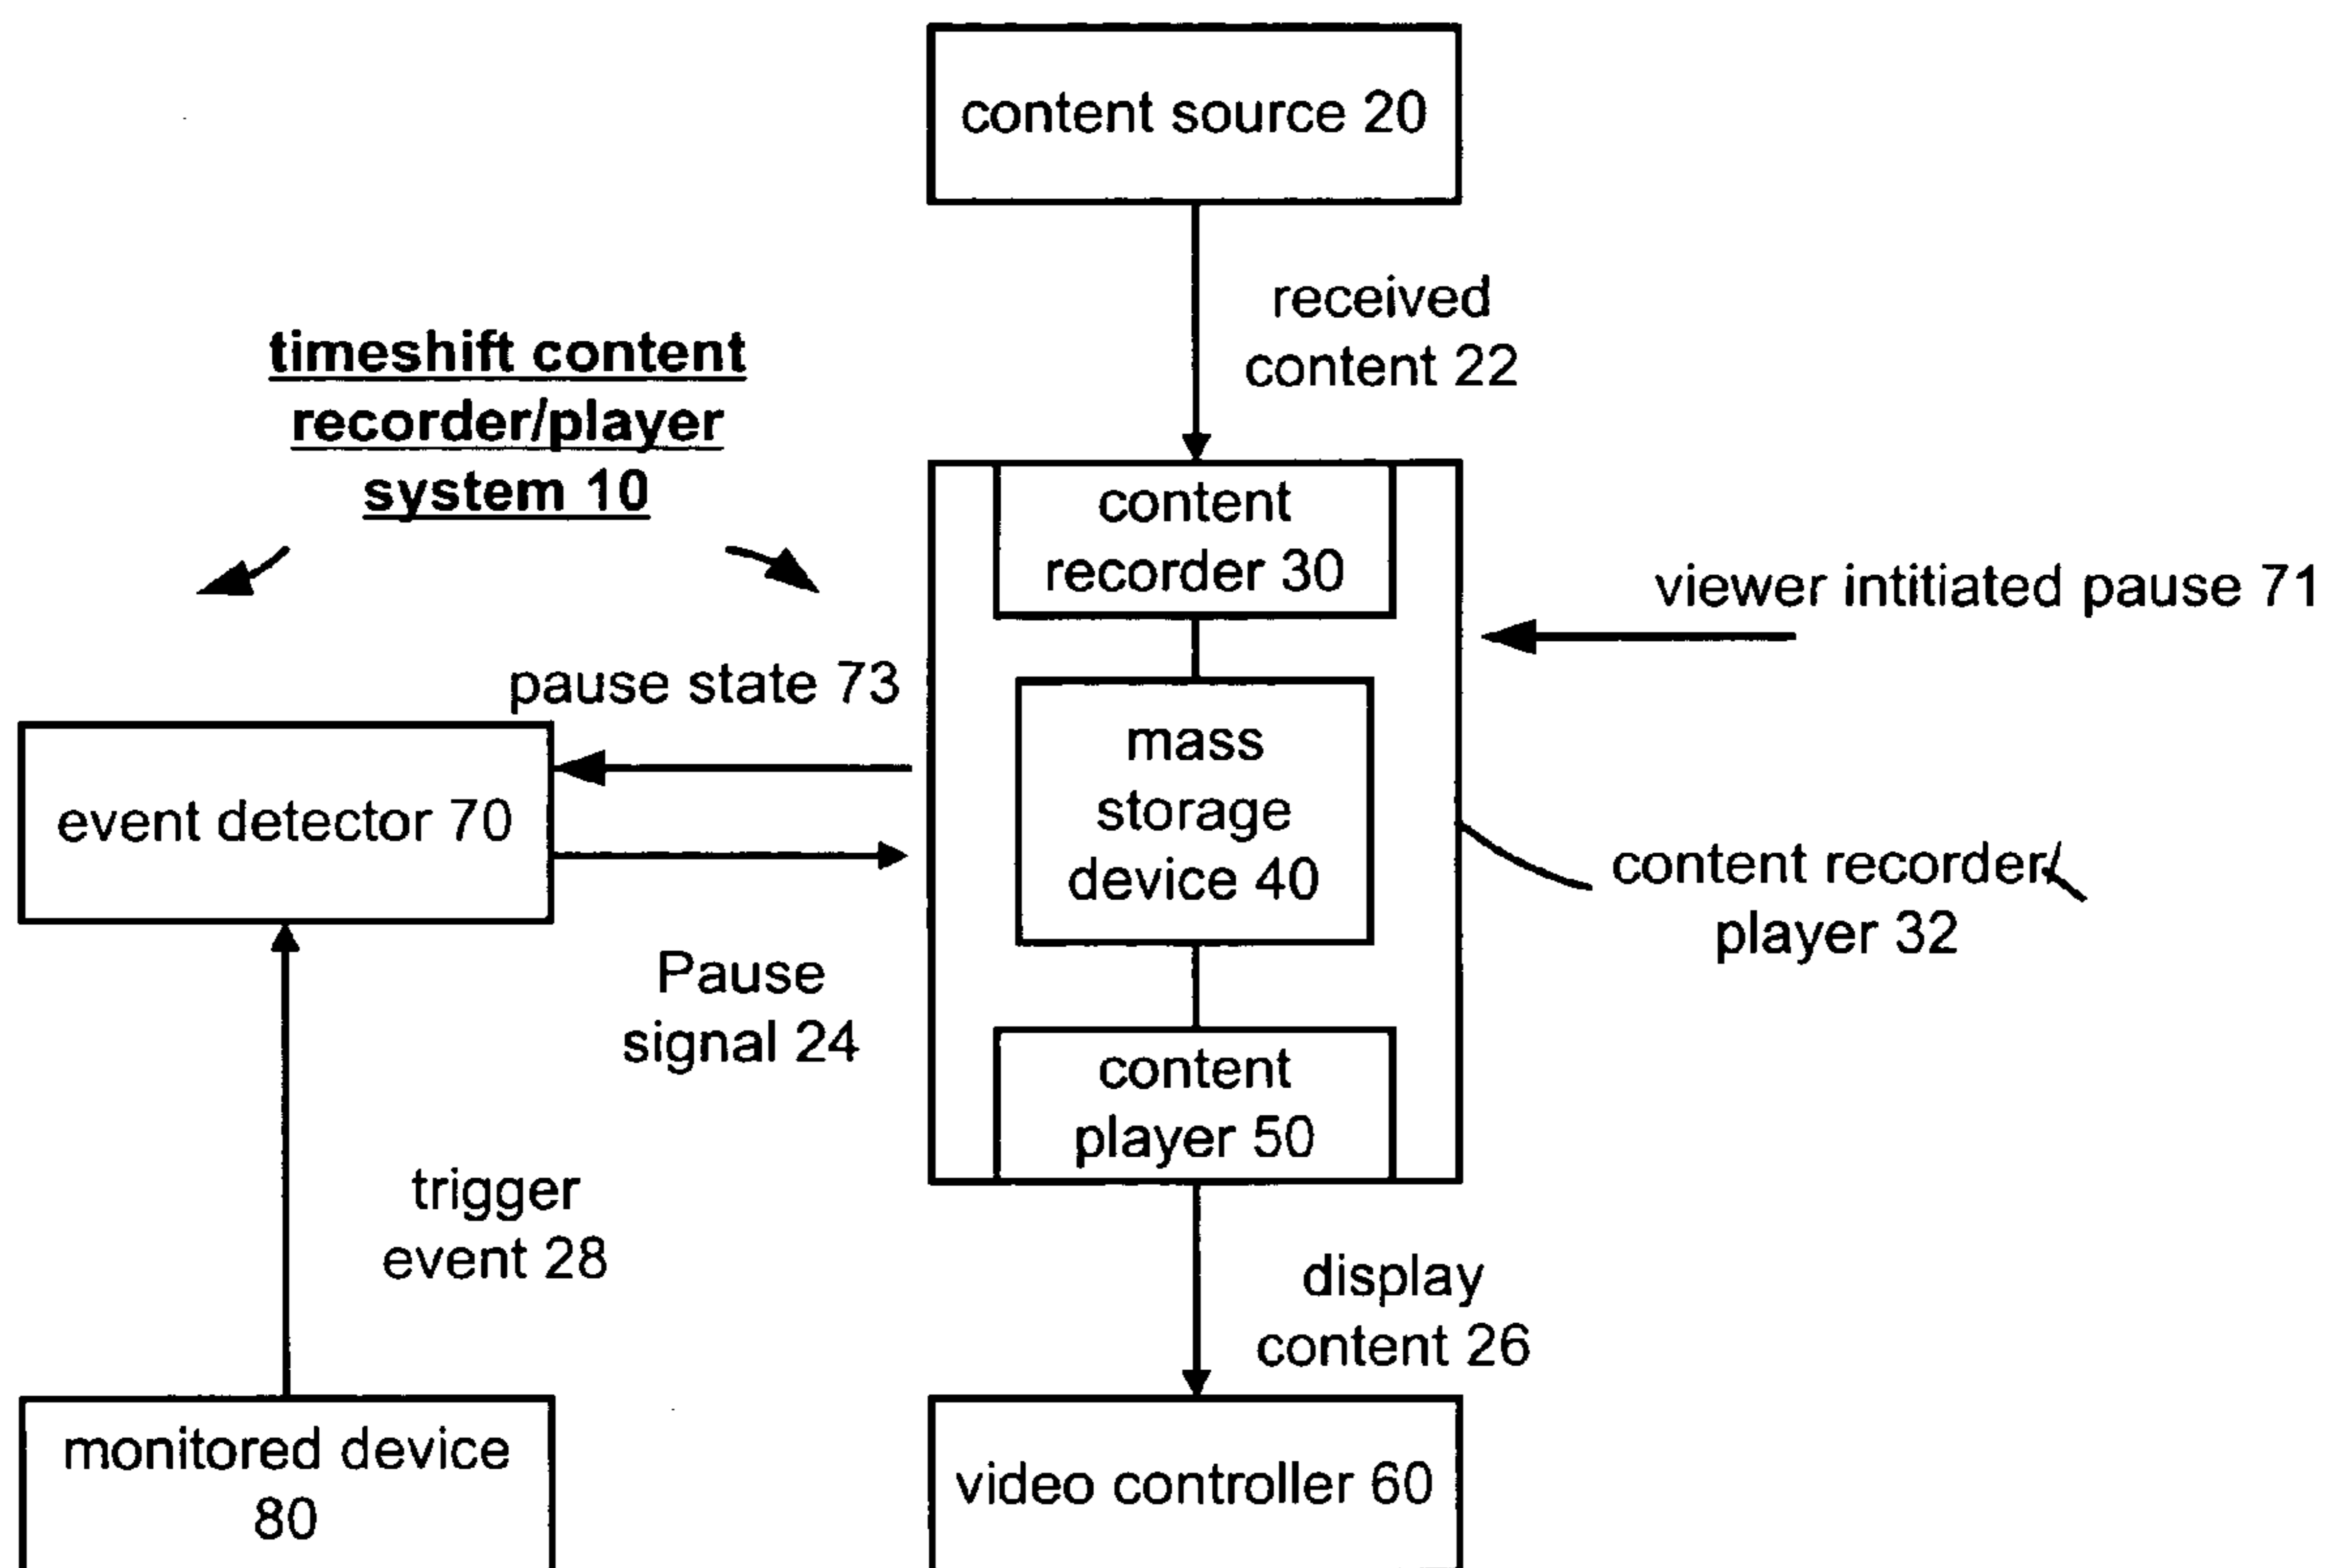 content source 20
received
content 22
timeshift content
recorder/player
system 10
content
recorder 30
viewer intitiated pause 71
pause state 73
mass
storage
device 40
event detector 70
content recorder/
player 32
Pause
signal 24
content
player 50
trigger
event 28
display
content 26
monitored device
80
video controller 60